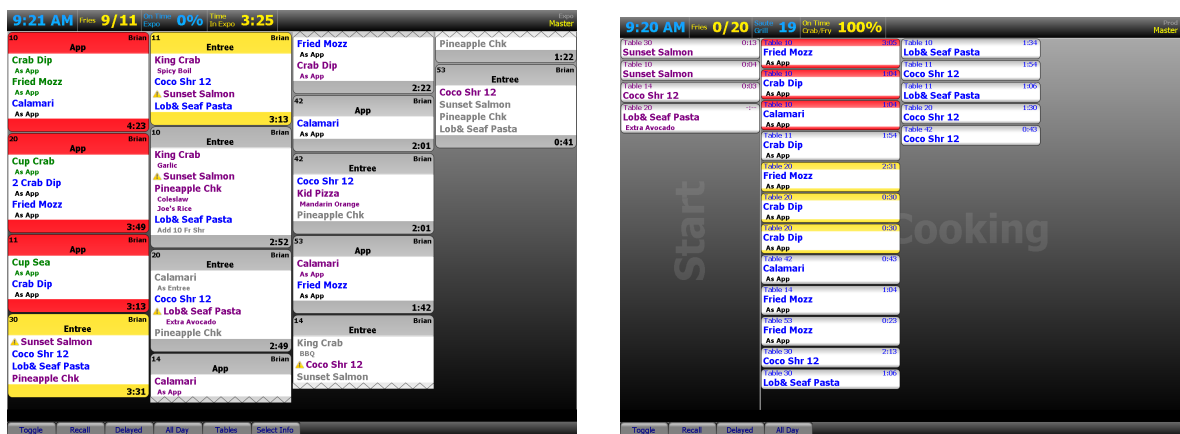 9:21 AM Fries 9/11 On Time Expo 0% Time In Expo 3:25 Expo Master
10 Brian
App
Crab Dip
As App
Fried Mozz
As App
Calamari
As App
4:23
20 Brian
App
Cup Crab
As App
2 Crab Dip
As App
Fried Mozz
As App
3:49
11 Brian
App
Cup Sea
As App
Crab Dip
As App
3:13
30 Brian
Entree
Sunset Salmon
Coco Shr 12
Lob& Seaf Pasta
Pineapple Chk
3:31
11 Brian
Entree
King Crab
Spicy Boil
Coco Shr 12
Sunset Salmon
Lob& Seaf Pasta
3:13
10 Brian
Entree
King Crab
Garlic
Sunset Salmon
Pineapple Chk
Coleslaw
Joe's Rice
Lob& Seaf Pasta
Add 10 Fr Shr
2:52
20 Brian
Entree
Calamari
As Entree
Coco Shr 12
Lob& Seaf Pasta
Extra Avocado
Pineapple Chk
2:49
14 Brian
App
Calamari
As App
Fried Mozz
As App
Crab Dip
As App
2:22
42 Brian
App
Calamari
As App
2:01
42 Brian
Entree
Coco Shr 12
Kid Pizza
Mandarin Orange
Pineapple Chk
2:01
53 Brian
App
Calamari
As App
Fried Mozz
As App
1:42
14 Brian
Entree
King Crab
BBQ
Coco Shr 12
Sunset Salmon
Pineapple Chk
1:22
53 Brian
Entree
Coco Shr 12
Sunset Salmon
Pineapple Chk
Lob& Seaf Pasta
0:41
Toggle Recall Delayed All Day Tables Select Info
9:20 AM Fries 0/20 Saute Grill 19 On Time Crab/Fry 100% Prod Master
Table 30 0:13
Sunset Salmon
Table 10 0:04
Sunset Salmon
Table 14 0:03
Coco Shr 12
Table 20 -:--
Lob& Seaf Pasta
Extra Avocado
Start
Table 10 3:05
Fried Mozz
As App
Table 10 1:04
Crab Dip
As App
Table 10 1:04
Calamari
As App
Table 11 1:54
Crab Dip
As App
Table 20 2:31
Fried Mozz
As App
Table 20 0:30
Crab Dip
As App
Table 20 0:30
Crab Dip
As App
Table 42 0:43
Calamari
As App
Table 14 1:04
Fried Mozz
As App
Table 53 0:23
Fried Mozz
As App
Table 30 2:13
Coco Shr 12
Table 30 1:06
Lob& Seaf Pasta
Table 10 1:34
Lob& Seaf Pasta
Table 11 1:54
Coco Shr 12
Table 11 1:06
Lob& Seaf Pasta
Table 20 1:30
Coco Shr 12
Table 42 0:43
Coco Shr 12
Cooking
Toggle Recall Delayed All Day